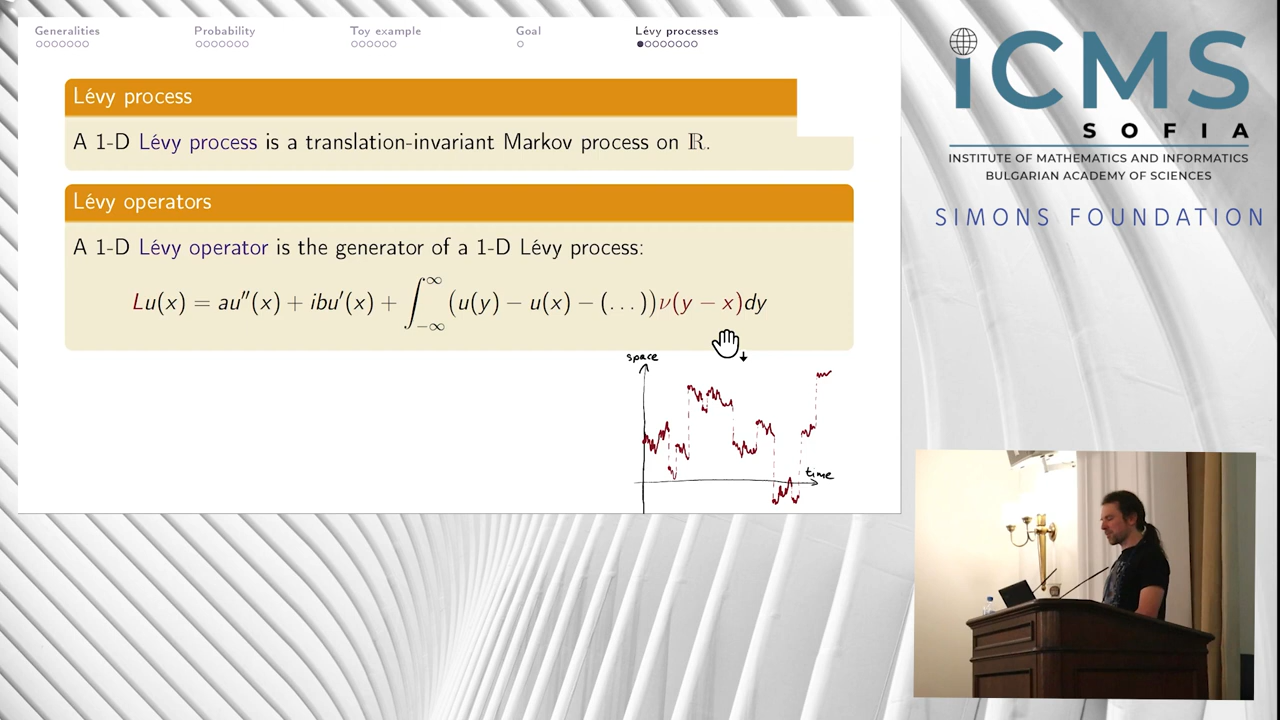 Generalities Probability Toy example Goal Lévy processes
Lévy process
A 1-D Lévy process is a translation-invariant Markov process on ℝ.
Lévy operators
A 1-D Lévy operator is the generator of a 1-D Lévy process:
Lu(x) = au″(x) + ibu′(x) + ∫_{-∞}^{∞} (u(y) − u(x) − (...))ν(y − x)dy
space
time
iCMS
SOFIA
INSTITUTE OF MATHEMATICS AND INFORMATICS
BULGARIAN ACADEMY OF SCIENCES
SIMONS FOUNDATION